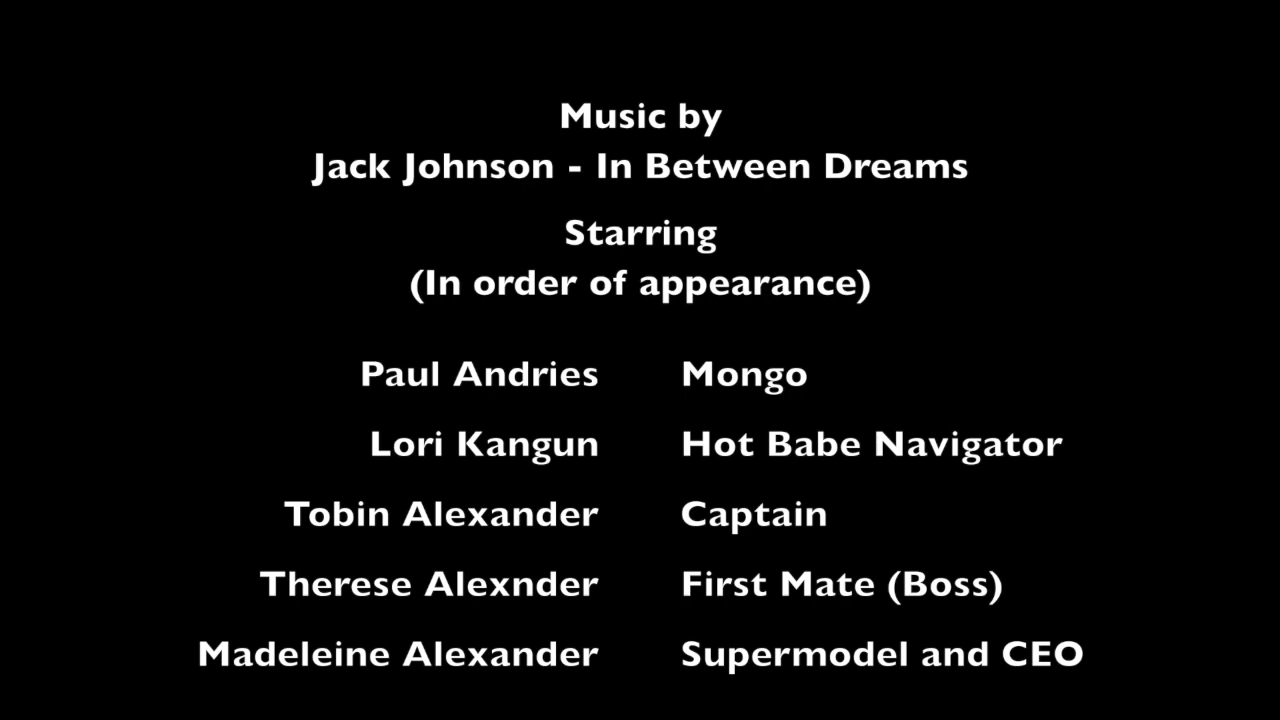 Music by
Jack Johnson - In Between Dreams
Starring
(In order of appearance)
Paul Andries Mongo
Lori Kangun Hot Babe Navigator
Tobin Alexander Captain
Therese Alexnder First Mate (Boss)
Madeleine Alexander Supermodel and CEO